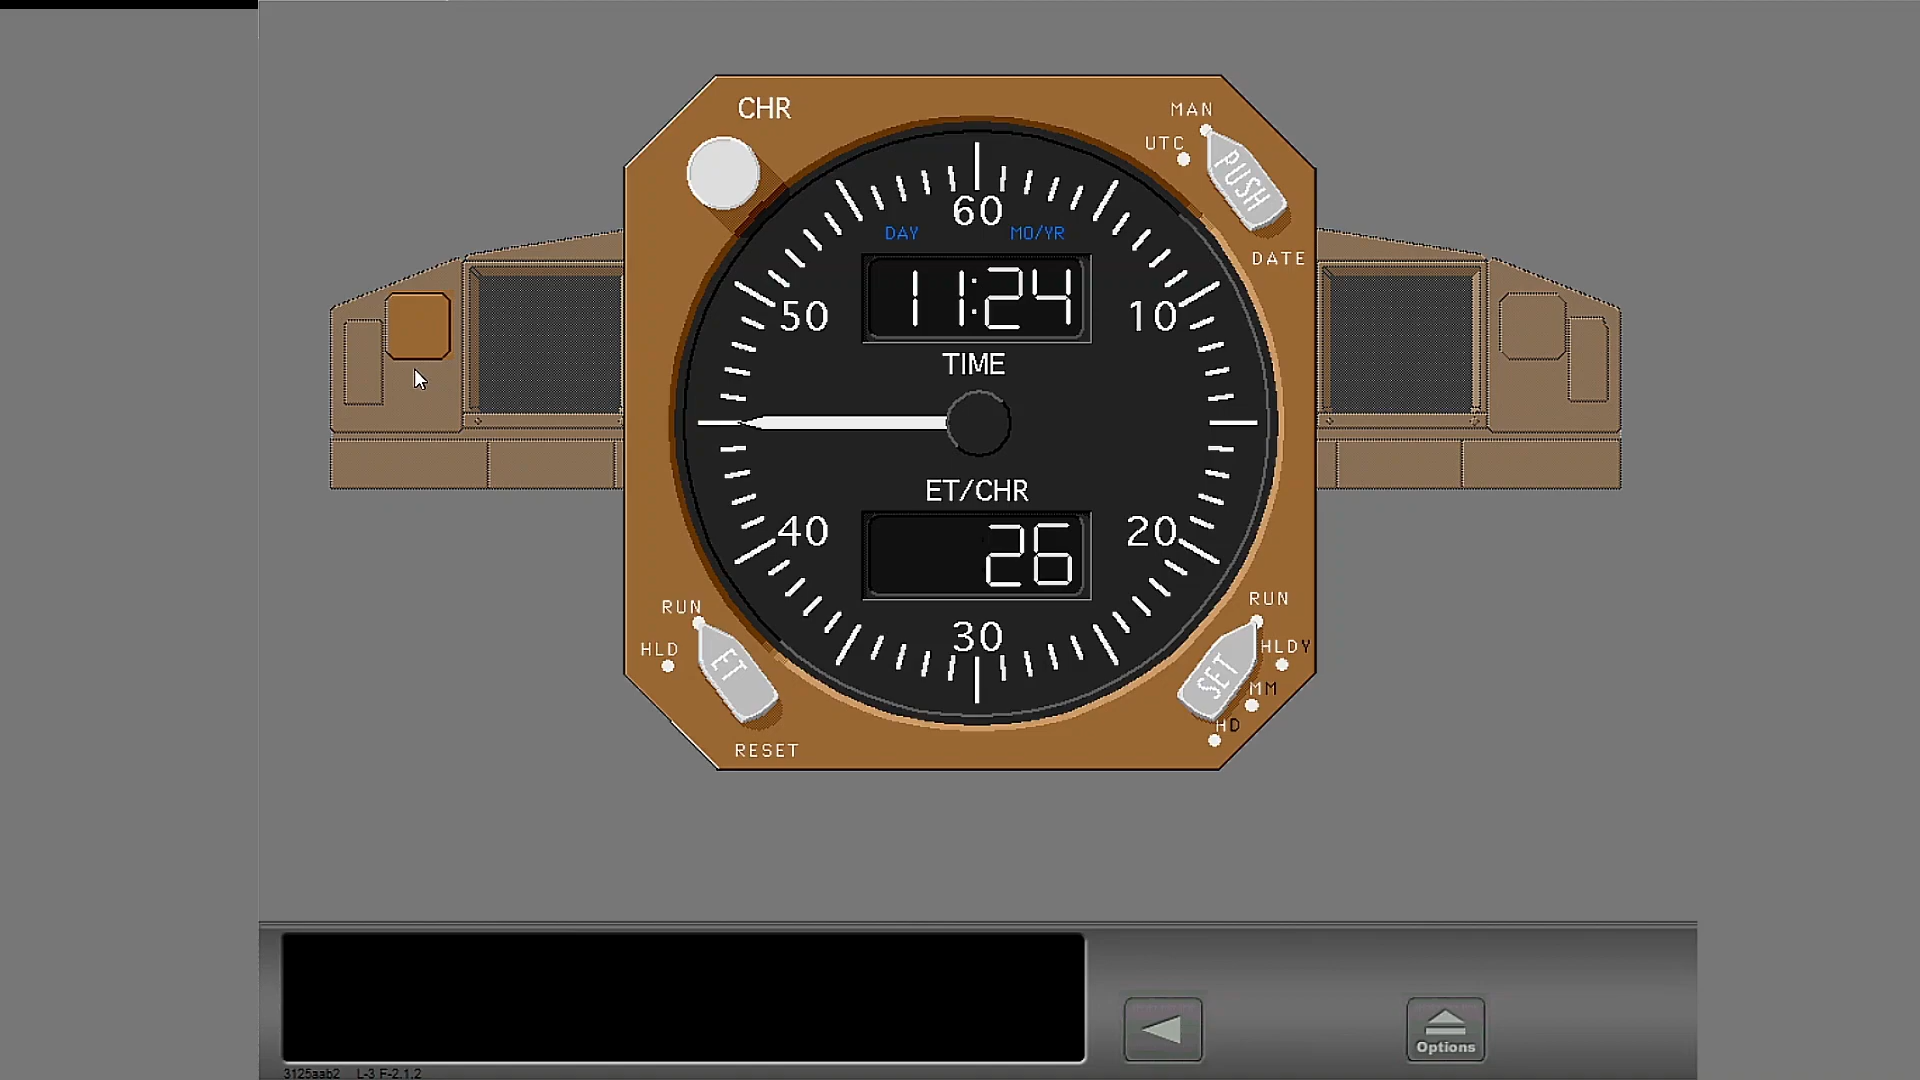 CHR
MAN
UTC
PUSH
DATE
60
DAY MO/YR
11:24
50 10
TIME
ET/CHR
26
40 20
30
RUN
HLD
ET
RESET
RUN
HLDY
SET
MM
HD
Options
3125aab2 L-3 F-2.1.2